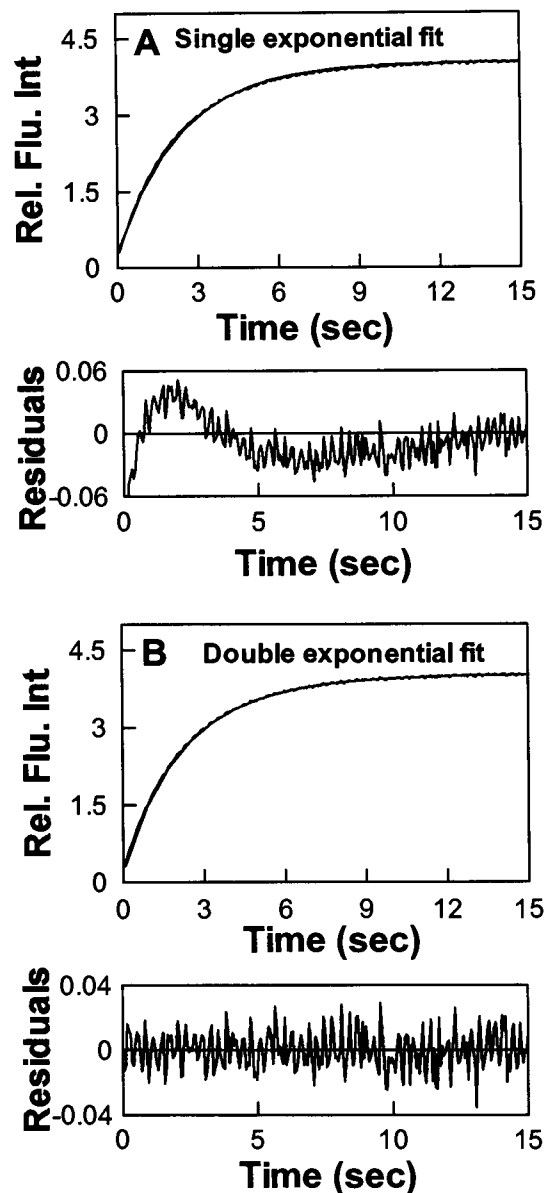 A Single exponential fit
4.5
3
1.5
0
Rel. Flu. Int
0 3 6 9 12 15
Time (sec)
0.06
0
-0.06
Residuals
0 5 10 15
Time (sec)
B Double exponential fit
4.5
3
1.5
0
Rel. Flu. Int
0 3 6 9 12 15
Time (sec)
0.04
0
-0.04
Residuals
0 5 10 15
Time (sec)